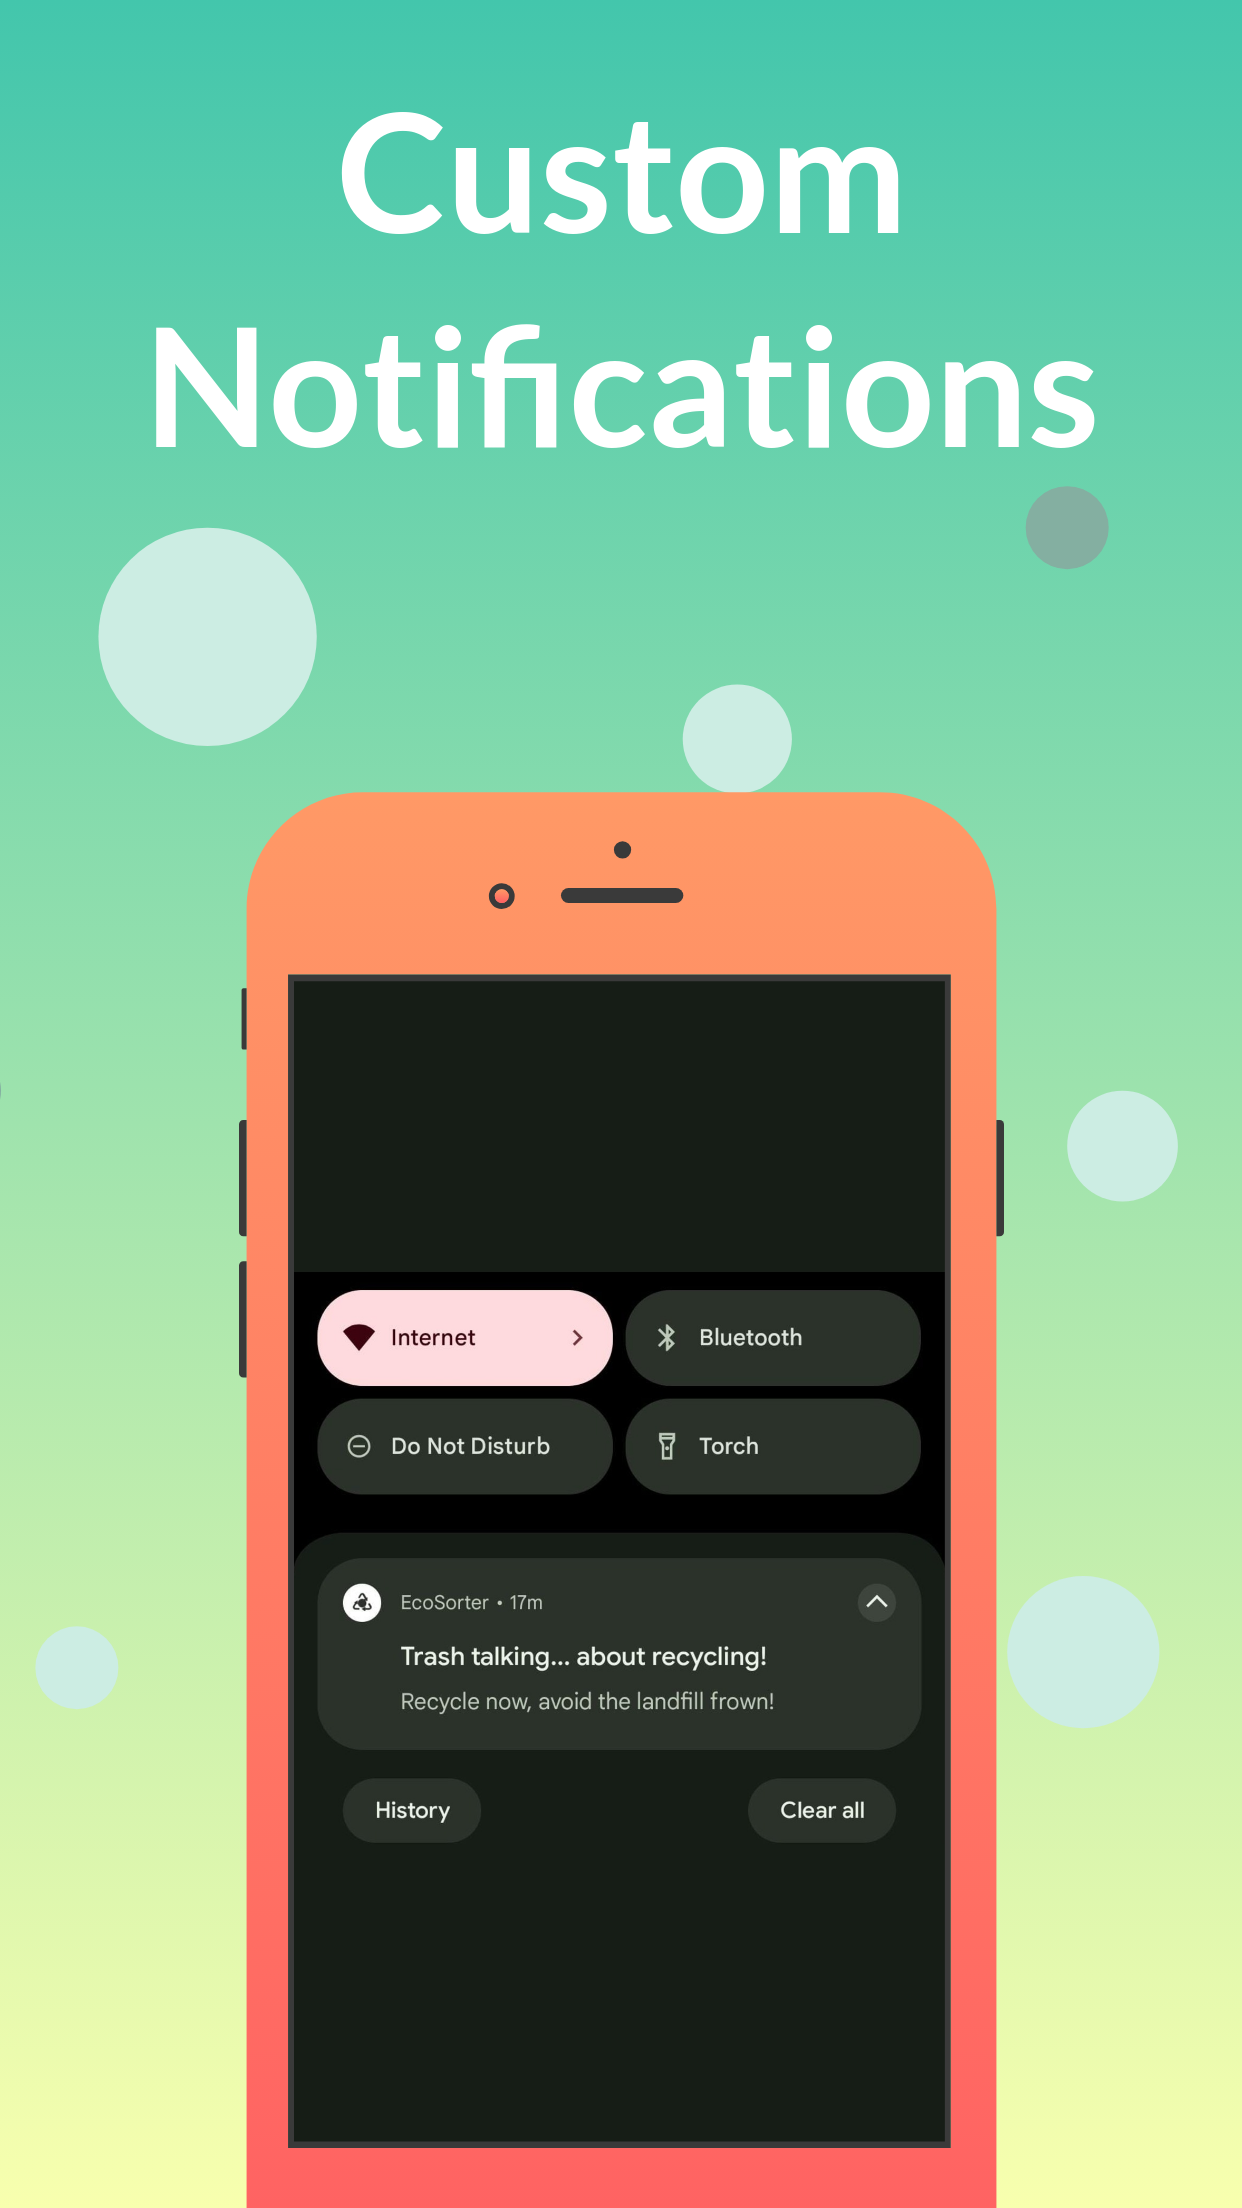 Custom
Notifications
Internet
Bluetooth
Do Not Disturb
Torch
EcoSorter • 17m
Trash talking... about recycling!
Recycle now, avoid the landfill frown!
History
Clear all